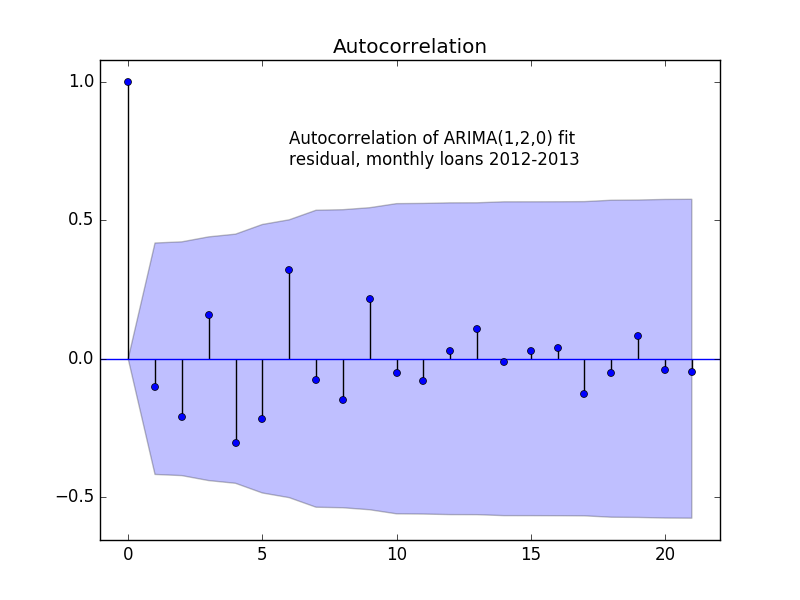 Autocorrelation
Autocorrelation of ARIMA(1,2,0) fit
residual, monthly loans 2012-2013
1.0
0.5
0.0
−0.5
0 5 10 15 20